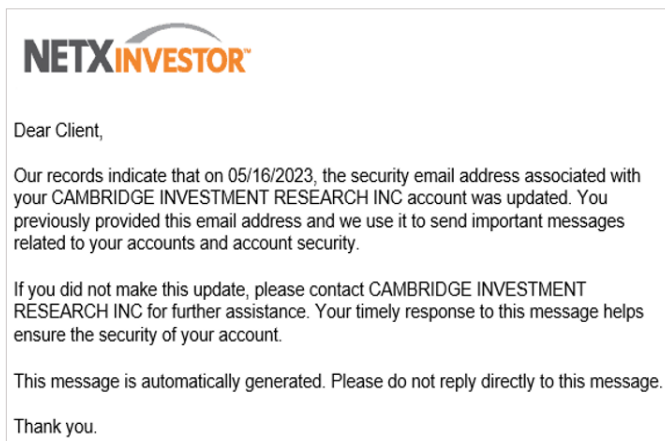 NETXINVESTOR™
Dear Client,
Our records indicate that on 05/16/2023, the security email address associated with
your CAMBRIDGE INVESTMENT RESEARCH INC account was updated. You
previously provided this email address and we use it to send important messages
related to your accounts and account security.
If you did not make this update, please contact CAMBRIDGE INVESTMENT
RESEARCH INC for further assistance. Your timely response to this message helps
ensure the security of your account.
This message is automatically generated. Please do not reply directly to this message.
Thank you.